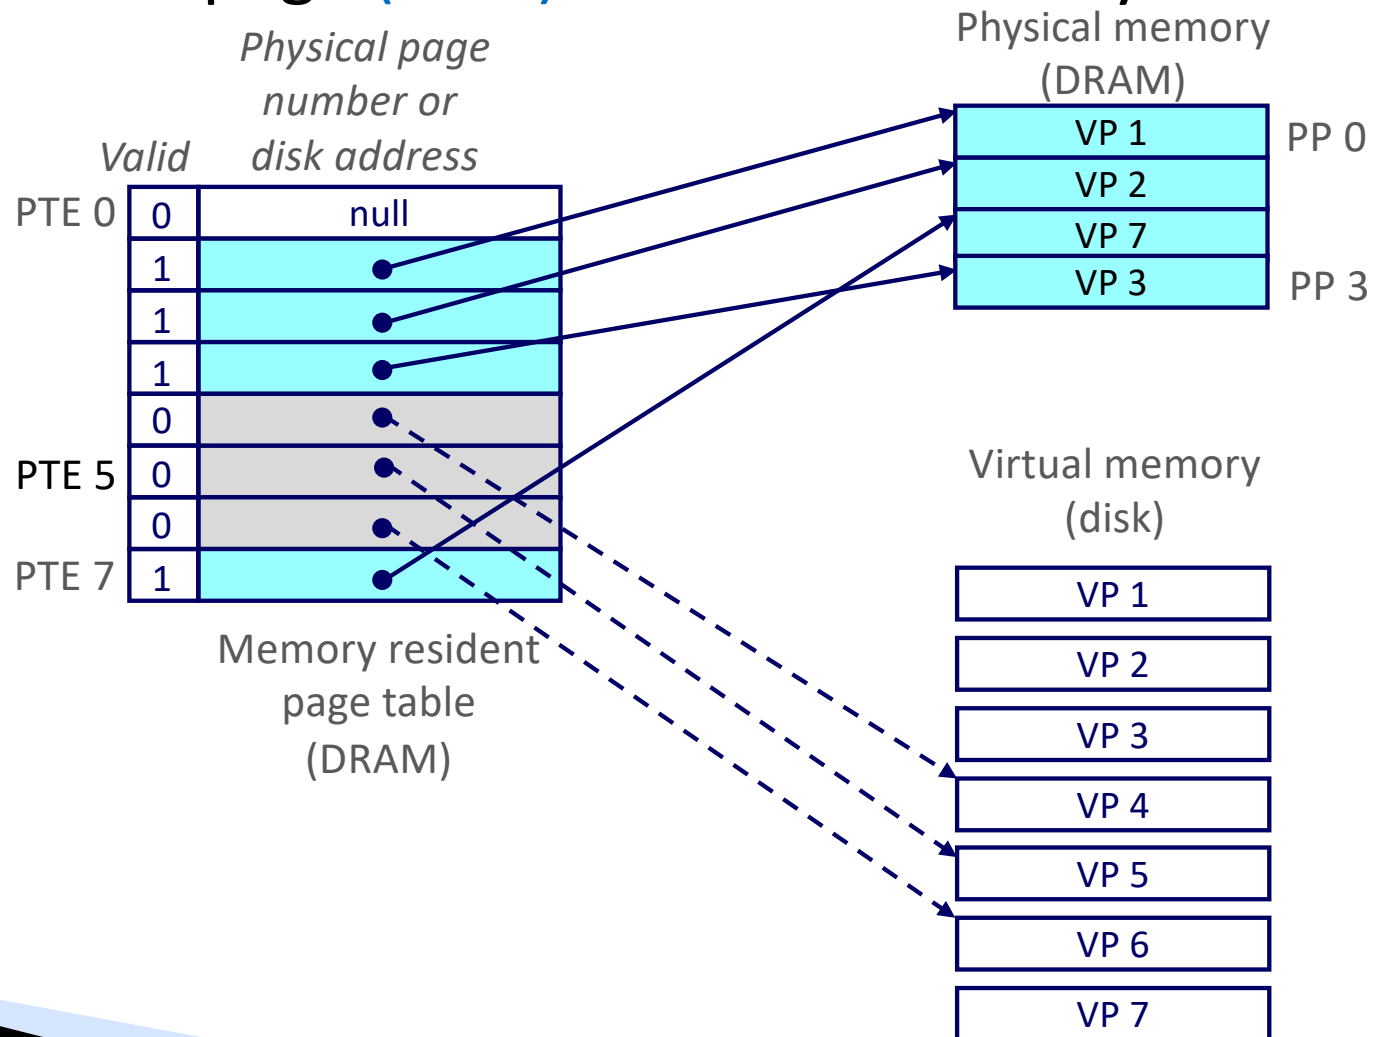 Physical page
number or
disk address
Valid
PTE 0
0
null
1
1
1
0
PTE 5
0
0
PTE 7
1
Memory resident
page table
(DRAM)
Physical memory
(DRAM)
VP 1
PP 0
VP 2
VP 7
VP 3
PP 3
Virtual memory
(disk)
VP 1
VP 2
VP 3
VP 4
VP 5
VP 6
VP 7